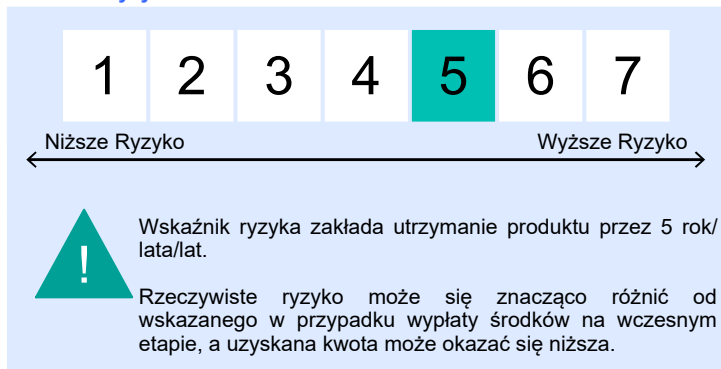 1 2 3 4 5 6 7
Niższe Ryzyko Wyższe Ryzyko
!
Wskaźnik ryzyka zakłada utrzymanie produktu przez 5 rok/
lata/lat.
Rzeczywiste ryzyko może się znacząco różnić od
wskazanego w przypadku wypłaty środków na wczesnym
etapie, a uzyskana kwota może okazać się niższa.